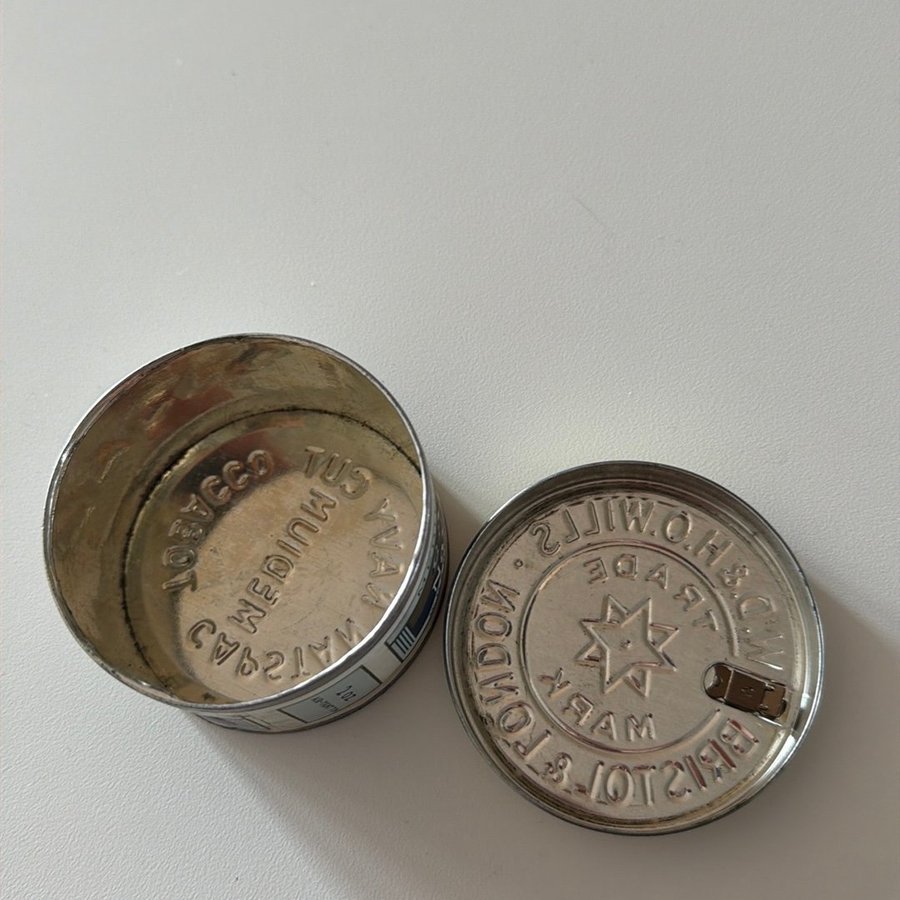 CAPSTAN NAVY CUT
MEDIUM
TOBACCO
W.D. & H.O. WILLS ·
BRISTOL & LONDON
TRADE
MARK